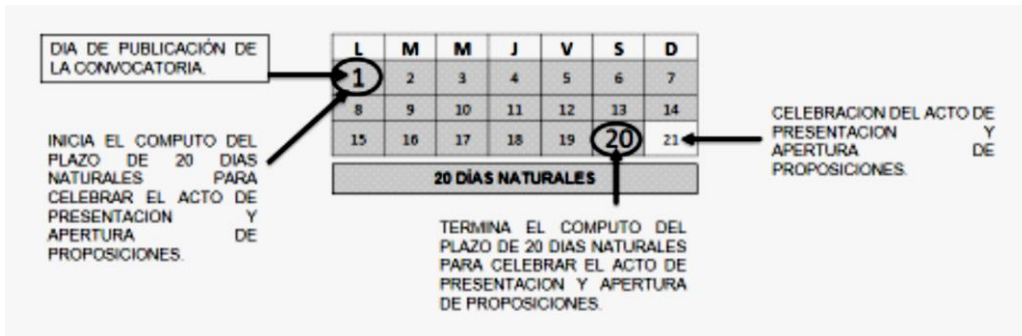 DIA DE PUBLICACIÓN DE
LA CONVOCATORIA.
L M M J V S D
1 2 3 4 5 6 7
8 9 10 11 12 13 14
15 16 17 18 19 20 21
20 DÍAS NATURALES
INICIA EL COMPUTO DEL
PLAZO DE 20 DIAS
NATURALES PARA
CELEBRAR EL ACTO DE
PRESENTACION Y
APERTURA DE
PROPOSICIONES.
TERMINA EL COMPUTO DEL
PLAZO DE 20 DIAS NATURALES
PARA CELEBRAR EL ACTO DE
PRESENTACION Y APERTURA
DE PROPOSICIONES.
CELEBRACION DEL ACTO DE
PRESENTACION Y
APERTURA DE
PROPOSICIONES.